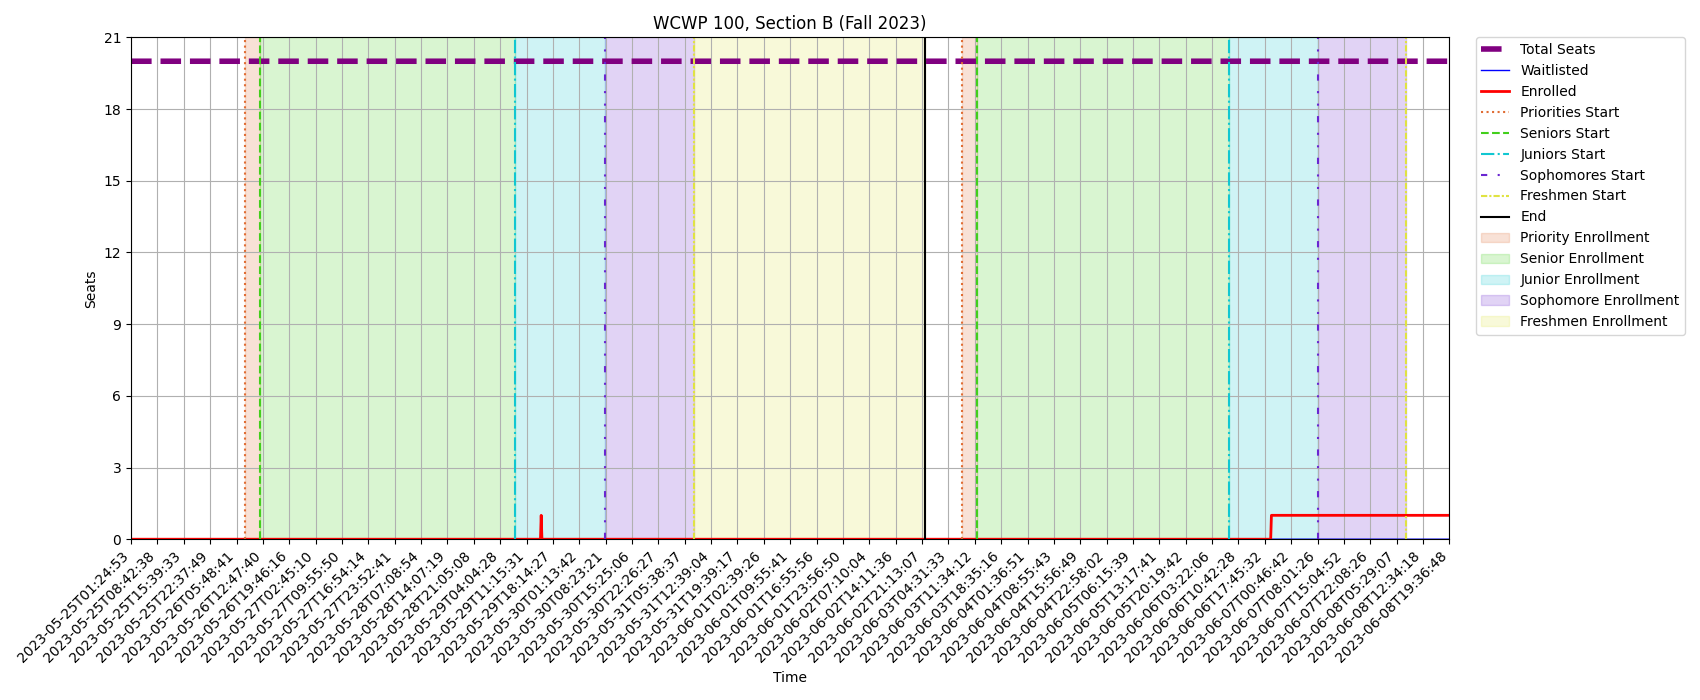 WCWP 100, Section B (Fall 2023)
21
18
15
12
9
6
3
0
Seats
2023-05-25T01:24:53
2023-05-25T08:42:38
2023-05-25T15:39:33
2023-05-25T22:37:49
2023-05-26T05:48:41
2023-05-26T12:47:40
2023-05-26T19:46:16
2023-05-27T02:45:10
2023-05-27T09:55:50
2023-05-27T16:54:14
2023-05-27T23:52:41
2023-05-28T07:08:54
2023-05-28T14:07:19
2023-05-28T21:05:08
2023-05-29T04:04:28
2023-05-29T11:15:31
2023-05-29T18:14:27
2023-05-30T01:13:42
2023-05-30T08:23:21
2023-05-30T15:25:06
2023-05-30T22:26:27
2023-05-31T05:38:37
2023-05-31T12:39:04
2023-05-31T19:39:17
2023-06-01T02:39:26
2023-06-01T09:55:41
2023-06-01T16:55:56
2023-06-01T23:56:50
2023-06-02T07:10:04
2023-06-02T14:11:36
2023-06-02T21:13:07
2023-06-03T04:31:33
2023-06-03T11:34:12
2023-06-03T18:35:16
2023-06-04T01:36:51
2023-06-04T08:55:43
2023-06-04T15:56:49
2023-06-04T22:58:02
2023-06-05T06:15:39
2023-06-05T13:17:41
2023-06-05T20:19:42
2023-06-06T03:22:06
2023-06-06T10:42:28
2023-06-06T17:45:32
2023-06-07T00:46:42
2023-06-07T08:01:26
2023-06-07T15:04:52
2023-06-07T22:08:26
2023-06-08T05:29:07
2023-06-08T12:34:18
2023-06-08T19:36:48
Time
Total Seats
Waitlisted
Enrolled
Priorities Start
Seniors Start
Juniors Start
Sophomores Start
Freshmen Start
End
Priority Enrollment
Senior Enrollment
Junior Enrollment
Sophomore Enrollment
Freshmen Enrollment